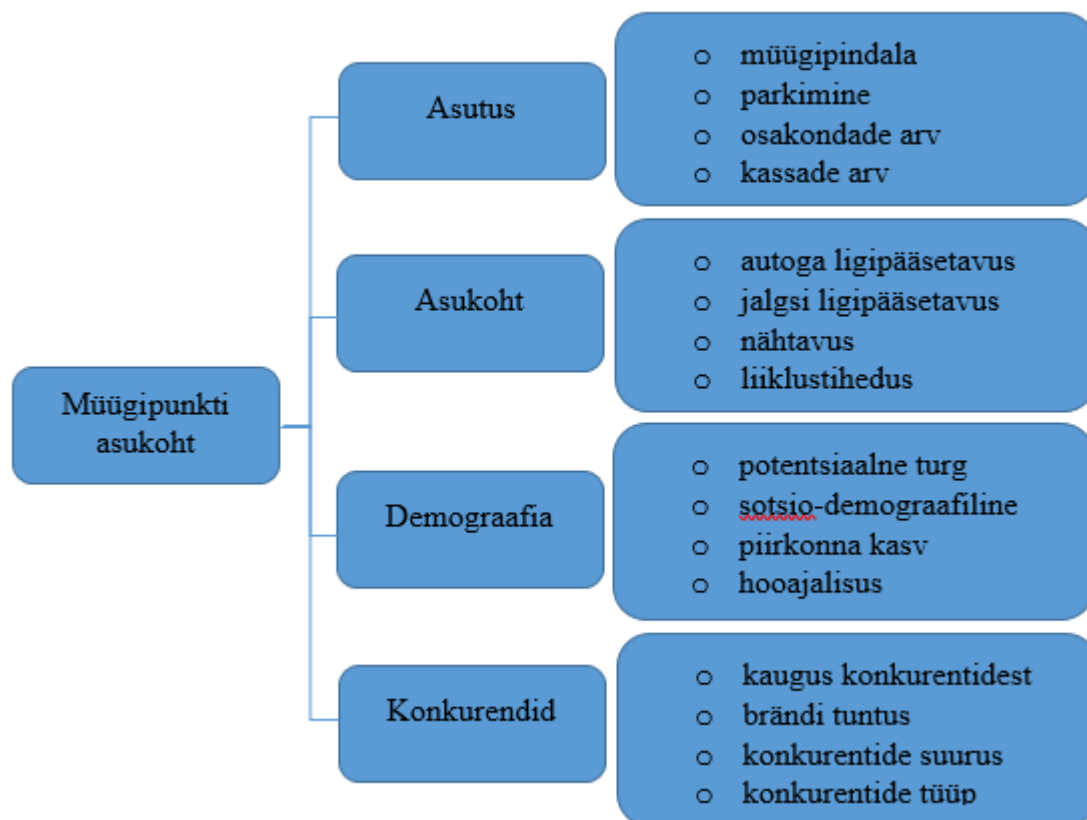 Müügipunkti
asukoht
Asutus
o müügipindala
o parkimine
o osakondade arv
o kassade arv
Asukoht
o autoga ligipääsetavus
o jalgsi ligipääsetavus
o nähtavus
o liiklustihedus
Demograafia
o potentsiaalne turg
o sotsio-demograafiline
o piirkonna kasv
o hooajalisus
Konkurendid
o kaugus konkurentidest
o brändi tuntus
o konkurentide suurus
o konkurentide tüüp